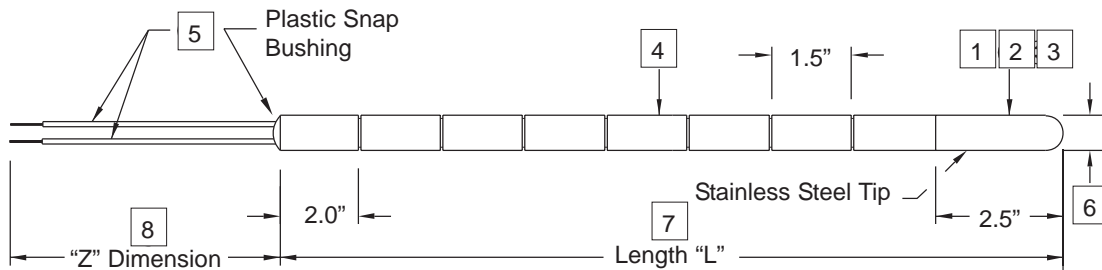 5
Plastic Snap
Bushing
4
1.5”
1 2 3
Stainless Steel Tip
2.0”
2.5”
6
8
7
“Z” Dimension
Length “L”